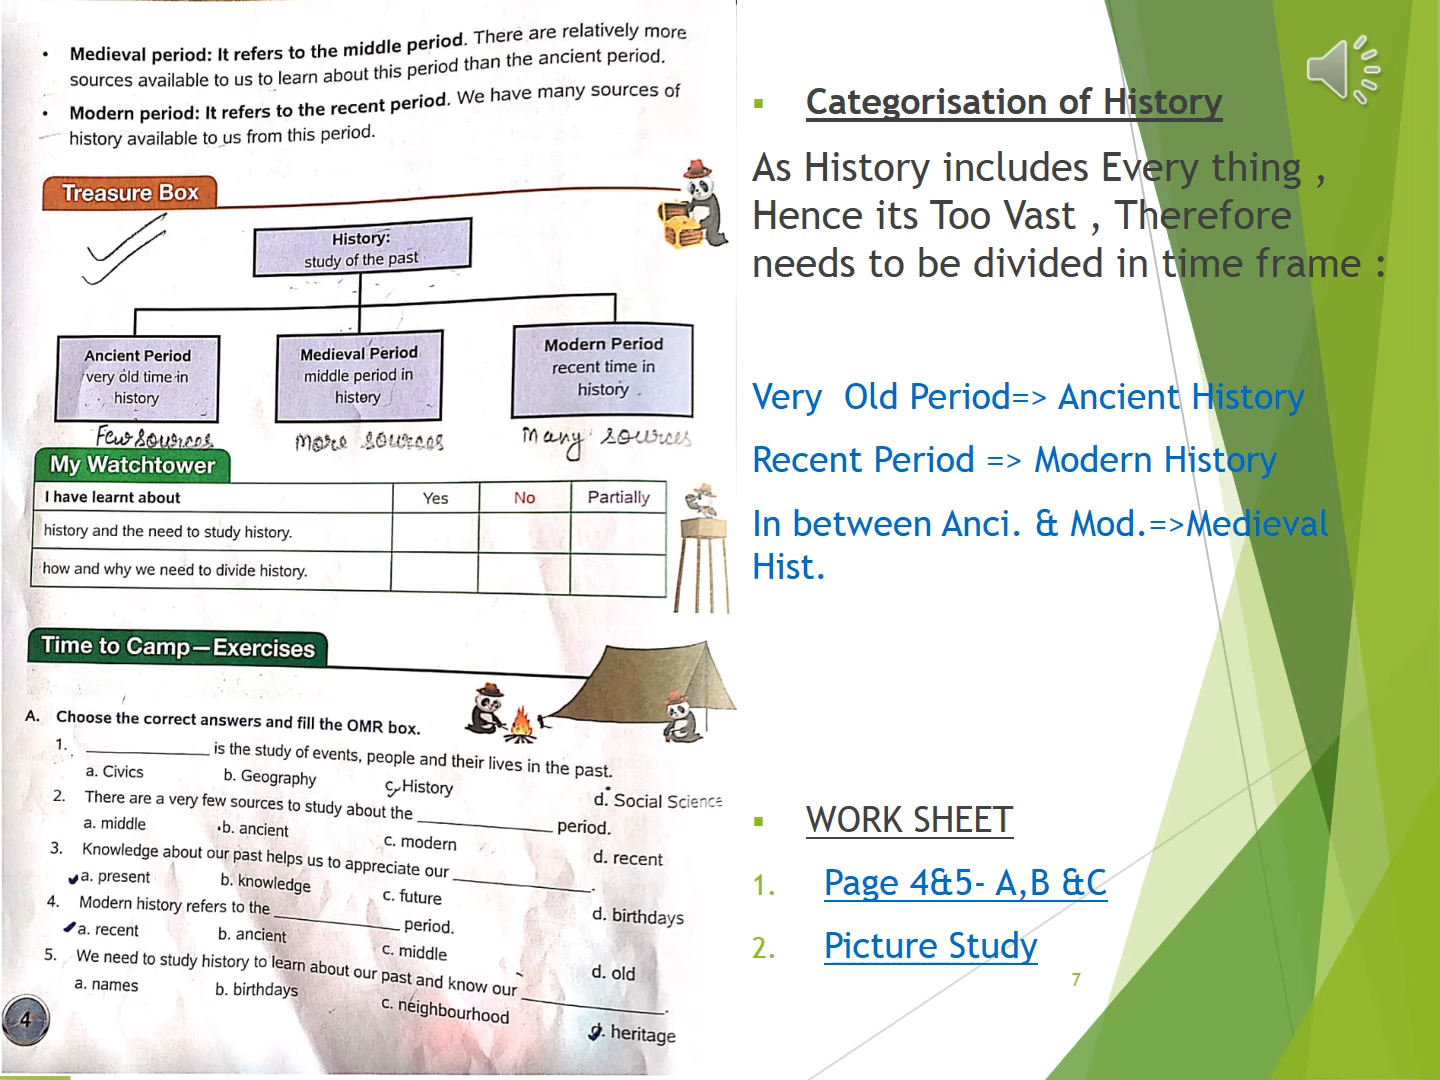 • Medieval period: It refers to the middle period. There are relatively more
sources available to us to learn about this period than the ancient period.
• Modern period: It refers to the recent period. We have many sources of
history available to us from this period.
Treasure Box
History:
study of the past
Ancient Period
very old time in
history
Medieval Period
middle period in
history
Modern Period
recent time in
history
Few sources
more sources
many sources
My Watchtower
I have learnt about Yes No Partially
history and the need to study history.
how and why we need to divide history.
Time to Camp—Exercises
A. Choose the correct answers and fill the OMR box.
1. ____________ is the study of events, people and their lives in the past.
a. Civics b. Geography c. History d. Social Science
2. There are a very few sources to study about the ____________ period.
a. middle b. ancient c. modern d. recent
3. Knowledge about our past helps us to appreciate our ____________.
a. present b. knowledge c. future d. birthdays
4. Modern history refers to the ____________ period.
a. recent b. ancient c. middle d. old
5. We need to study history to learn about our past and know our ____________.
a. names b. birthdays c. neighbourhood d. heritage
4
Categorisation of History
As History includes Every thing ,
Hence its Too Vast , Therefore
needs to be divided in time frame :
Very Old Period=> Ancient History
Recent Period => Modern History
In between Anci. & Mod.=>Medieval
Hist.
WORK SHEET
1. Page 4&5- A,B &C
2. Picture Study
7